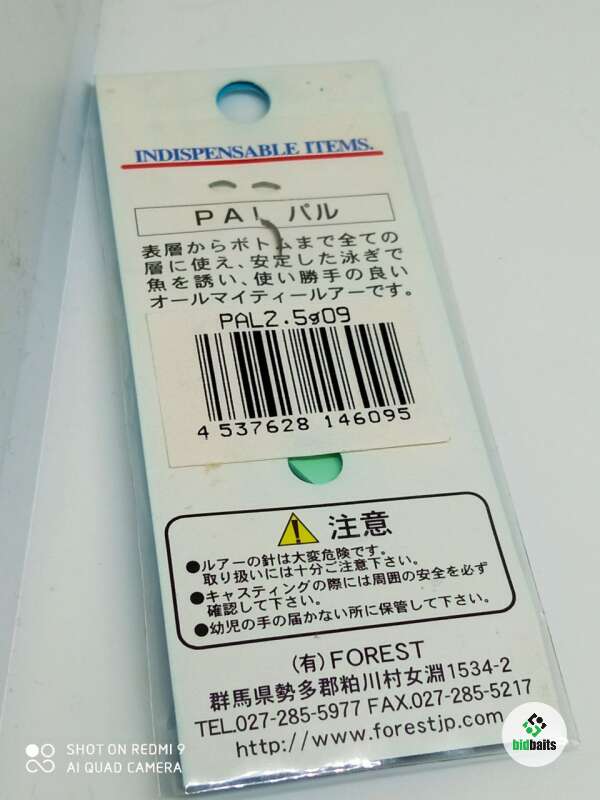 INDISPENSABLE ITEMS.
PAL パル
表層からボトムまで全ての
層に使え、安定した泳ぎで
魚を誘い、使い勝手の良い
オールマイティールアーです。
PAL2.5g09
4 537628 146095
注意
●ルアーの針は大変危険です。
取り扱いには十分ご注意下さい。
●キャスティングの際には周囲の安全を必ず
確認して下さい。
●幼児の手の届かない所に保管して下さい。
(有)FOREST
群馬県勢多郡粕川村女淵1534-2
TEL.027-285-5977 FAX.027-285-5217
http://www.forestjp.com
bidbaits
SHOT ON REDMI 9
AI QUAD CAMERA